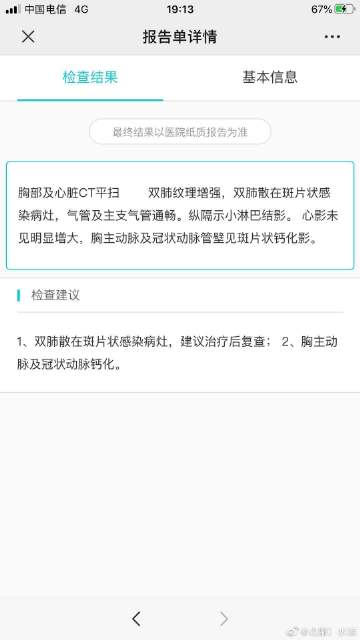 中国电信 4G 19:13 67%
报告单详情
检查结果 基本信息
最终结果以医院纸质报告为准
胸部及心脏CT平扫 双肺纹理增强，双肺散在斑片状感
染病灶，气管及主支气管通畅。纵隔示小淋巴结影。心影未
见明显增大，胸主动脉及冠状动脉管壁见斑片状钙化影。
检查建议
1、双肺散在斑片状感染病灶，建议治疗后复查； 2、胸主动
脉及冠状动脉钙化。